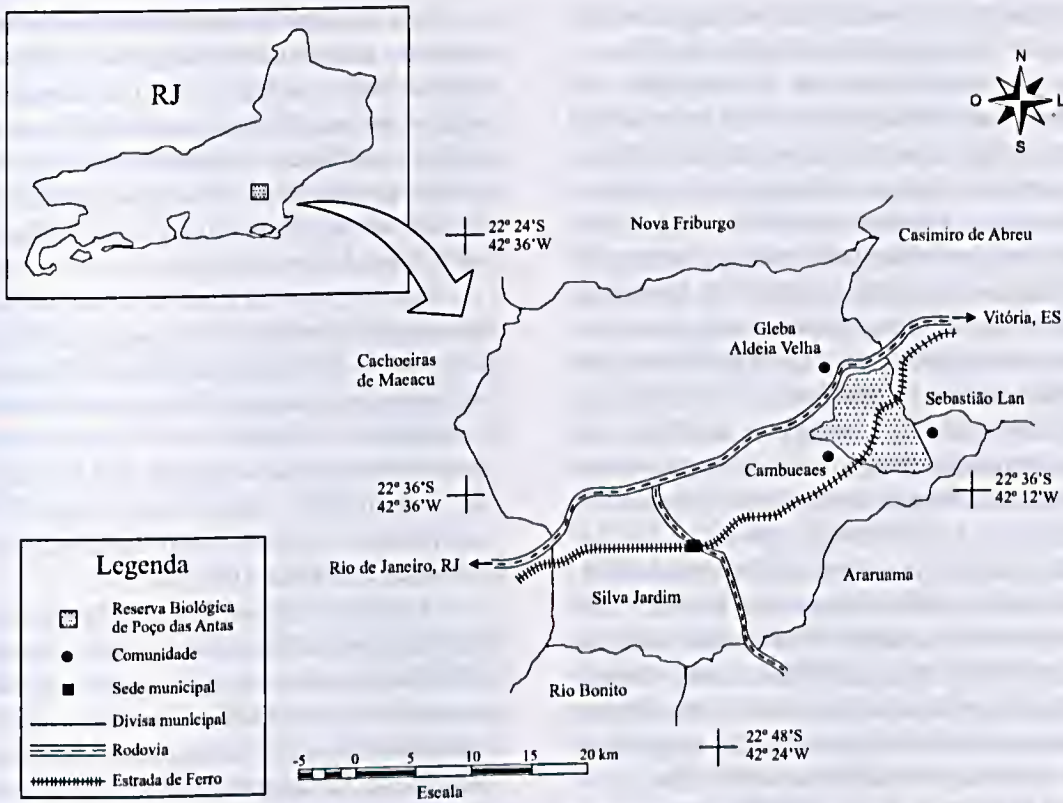 RJ
N
O
L
S
22° 24'S
42° 36'W
Nova Friburgo
Casimiro de Abreu
Gleba
Aldeia Velha
Vitória, ES
Cachoeiras
de Macacu
Sebastião Lan
Cambucaes
22° 36'S
42° 36'W
22° 36'S
42° 12'W
Rio de Janeiro, RJ
Araruama
Silva Jardim
Rio Bonito
22° 48'S
42° 24'W
Legenda
Reserva Biológica
de Poço das Antas
Comunidade
Sede municipal
Divisa municipal
Rodovia
Estrada de Ferro
-5 0 5 10 15 20 km
Escala